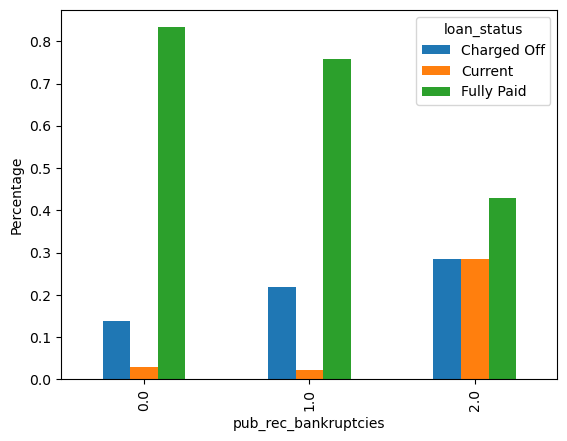 loan_status
Charged Off
Current
Fully Paid
Percentage
0.8
0.7
0.6
0.5
0.4
0.3
0.2
0.1
0.0
0.0
1.0
2.0
pub_rec_bankruptcies